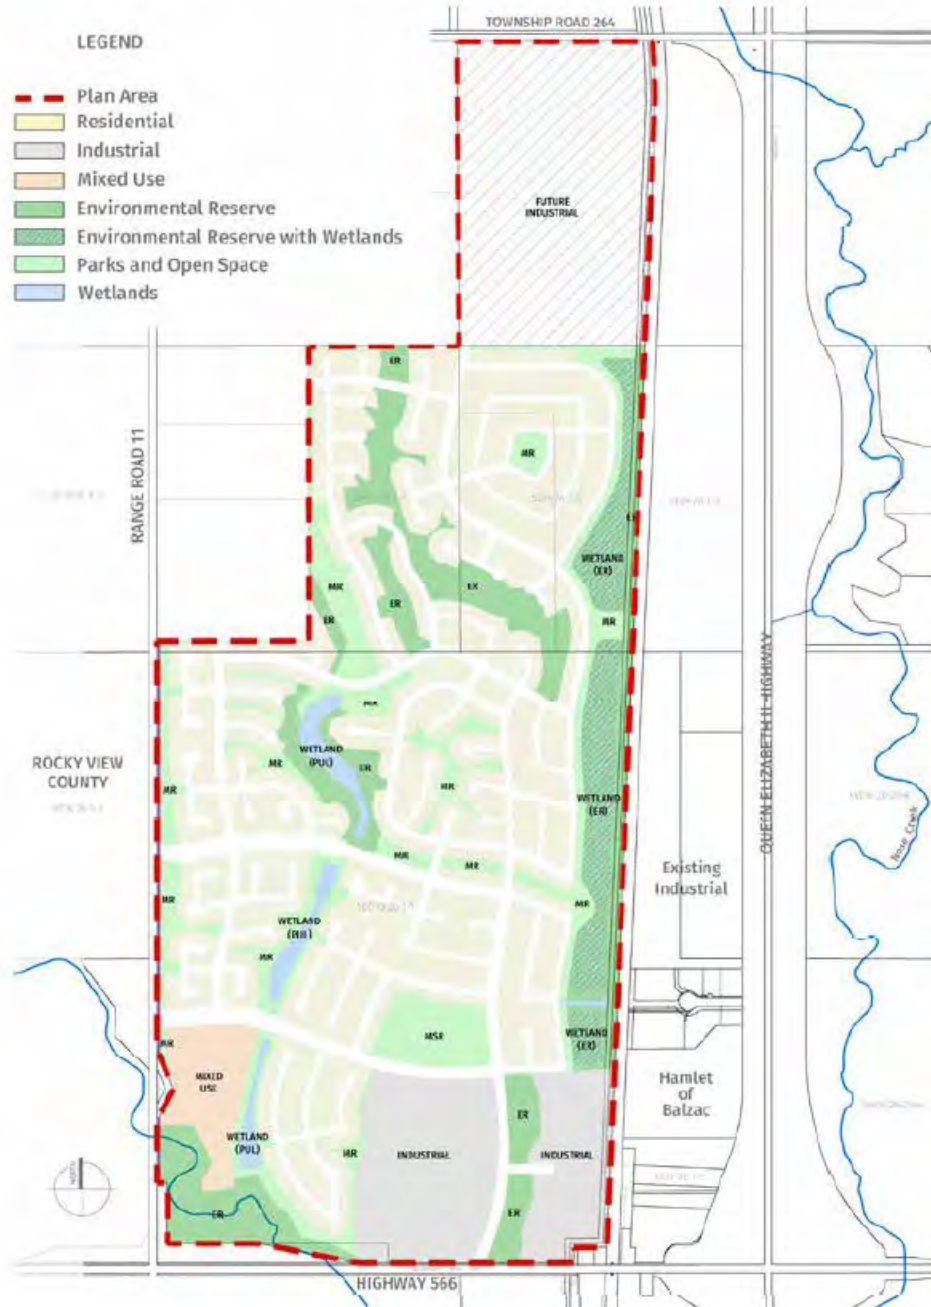 TOWNSHIP ROAD 264
LEGEND
Plan Area
Residential
Industrial
Mixed Use
Environmental Reserve
Environmental Reserve with Wetlands
Parks and Open Space
Wetlands
FUTURE
INDUSTRIAL
ER
RANGE ROAD 11
MR
WETLAND
(ER)
MR
ER
ER
ER
MR
QUEEN ELIZABETH II HIGHWAY
MR
ROCKY VIEW
COUNTY
WETLAND
(PUL)
MR
ER
MR
MR
WETLAND
(ER)
Nose Creek
Existing
Industrial
MR
MR
MR
MR
WETLAND
MR
MSR
WETLAND
(ER)
MR
MIXED
USE
Hamlet
of
Balzac
ER
WETLAND
(PUL)
MR
INDUSTRIAL
INDUSTRIAL
NORTH
ER
ER
HIGHWAY 566